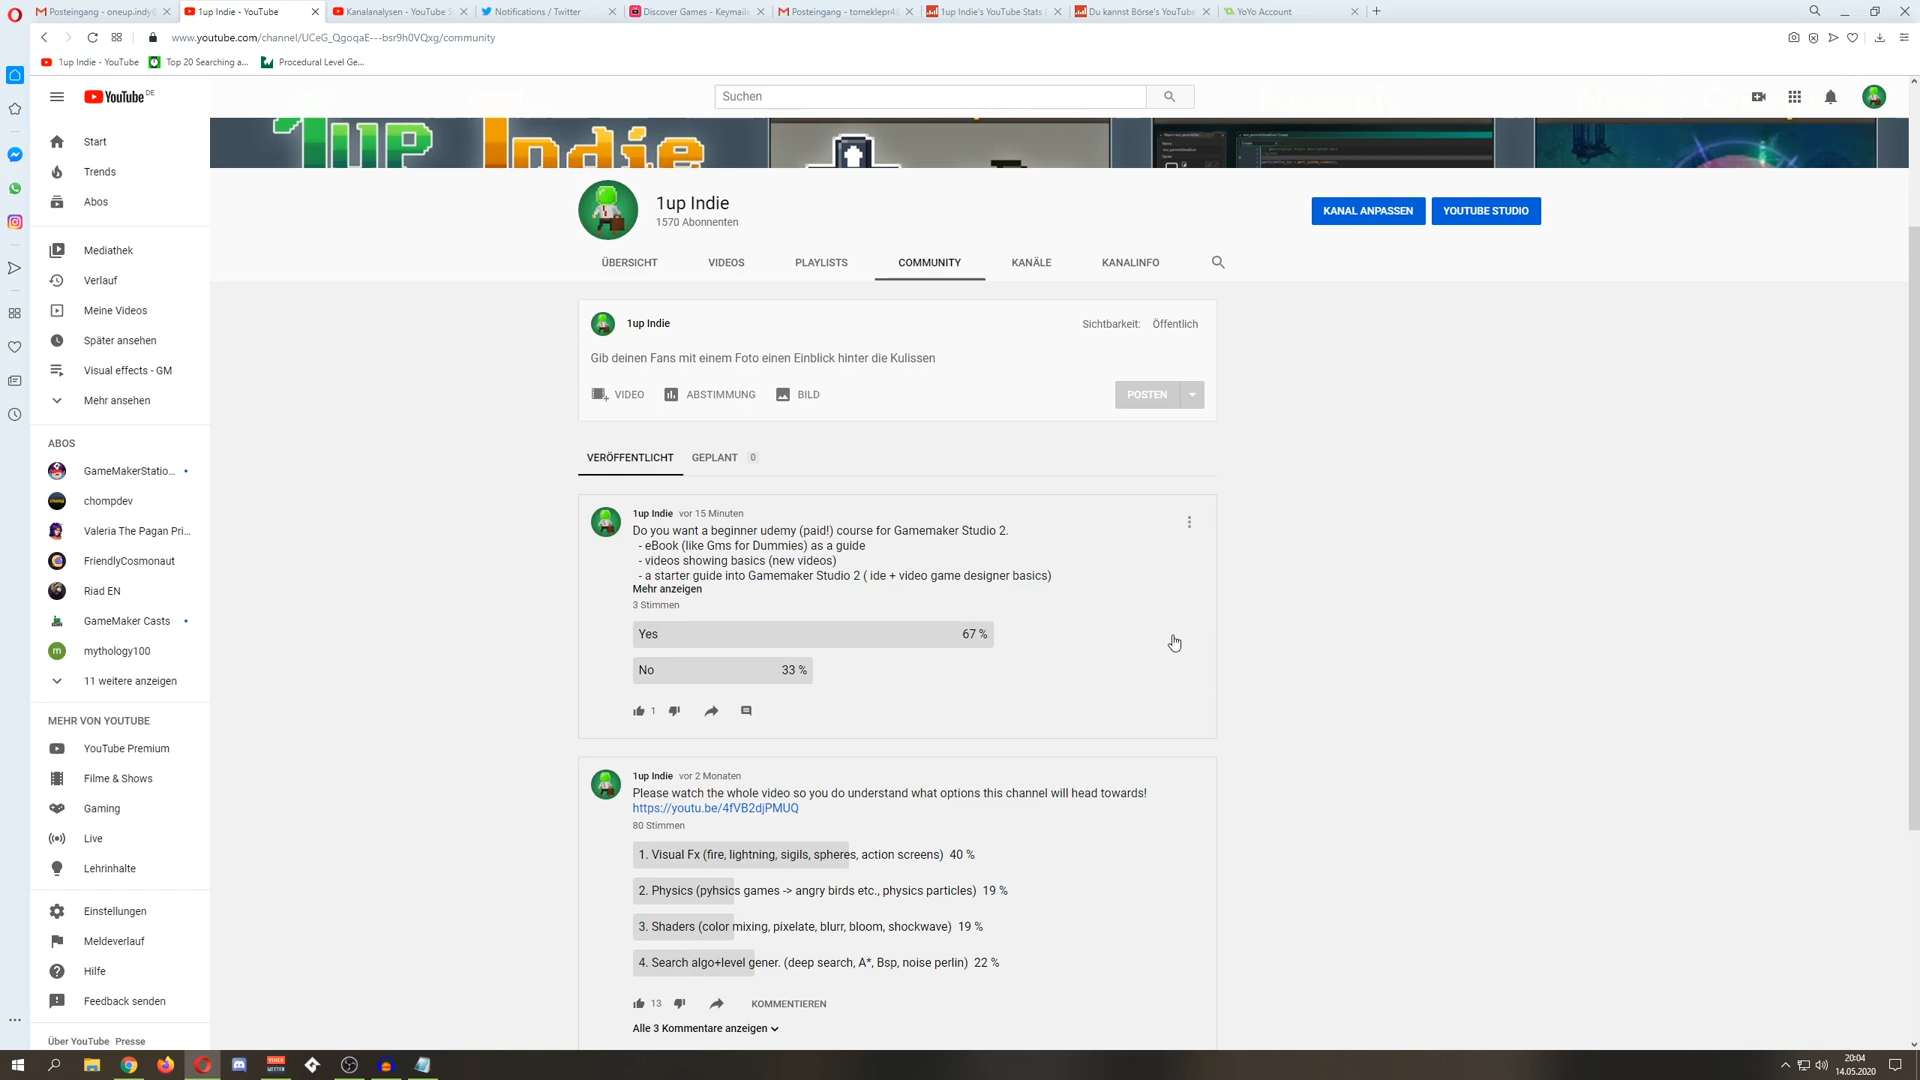 Posteingang - oneup.indy@
1up Indie - YouTube
Kanalanalysen - YouTube S
Notifications / Twitter
Discover Games - Keymaile
Posteingang - tomeklepr4
1up Indie's YouTube Stats
Du kannst Börse's YouTube
YoYo Account
www.youtube.com/channel/UCeG_QgoqaE---bsr9h0VQxg/community
1up Indie - YouTube
Top 20 Searching a...
Procedural Level Ge...
YouTube DE
Suchen
Start
Trends
Abos
Mediathek
Verlauf
Meine Videos
Später ansehen
Visual effects - GM
Mehr ansehen
ABOS
GameMakerStatio...
chompdev
Valeria The Pagan Pri...
FriendlyCosmonaut
Riad EN
GameMaker Casts
m mythology100
11 weitere anzeigen
MEHR VON YOUTUBE
YouTube Premium
Filme & Shows
Gaming
Live
Lehrinhalte
Einstellungen
Meldeverlauf
Hilfe
Feedback senden
Über YouTube Presse
1UP Indie
1up Indie
1570 Abonnenten
KANAL ANPASSEN
YOUTUBE STUDIO
ÜBERSICHT
VIDEOS
PLAYLISTS
COMMUNITY
KANÄLE
KANALINFO
1up Indie
Sichtbarkeit: Öffentlich
Gib deinen Fans mit einem Foto einen Einblick hinter die Kulissen
VIDEO
ABSTIMMUNG
BILD
POSTEN
VERÖFFENTLICHT
GEPLANT 0
1up Indie vor 15 Minuten
Do you want a beginner udemy (paid!) course for Gamemaker Studio 2.
- eBook (like Gms for Dummies) as a guide
- videos showing basics (new videos)
- a starter guide into Gamemaker Studio 2 ( ide + video game designer basics)
Mehr anzeigen
3 Stimmen
Yes 67 %
No 33 %
1
1up Indie vor 2 Monaten
Please watch the whole video so you do understand what options this channel will head towards!
https://youtu.be/4fVB2djPMUQ
80 Stimmen
1. Visual Fx (fire, lightning, sigils, spheres, action screens) 40 %
2. Physics (pyhsics games -> angry birds etc., physics particles) 19 %
3. Shaders (color mixing, pixelate, blurr, bloom, shockwave) 19 %
4. Search algo+level gener. (deep search, A*, Bsp, noise perlin) 22 %
13
KOMMENTIEREN
Alle 3 Kommentare anzeigen
20:04
14.05.2020